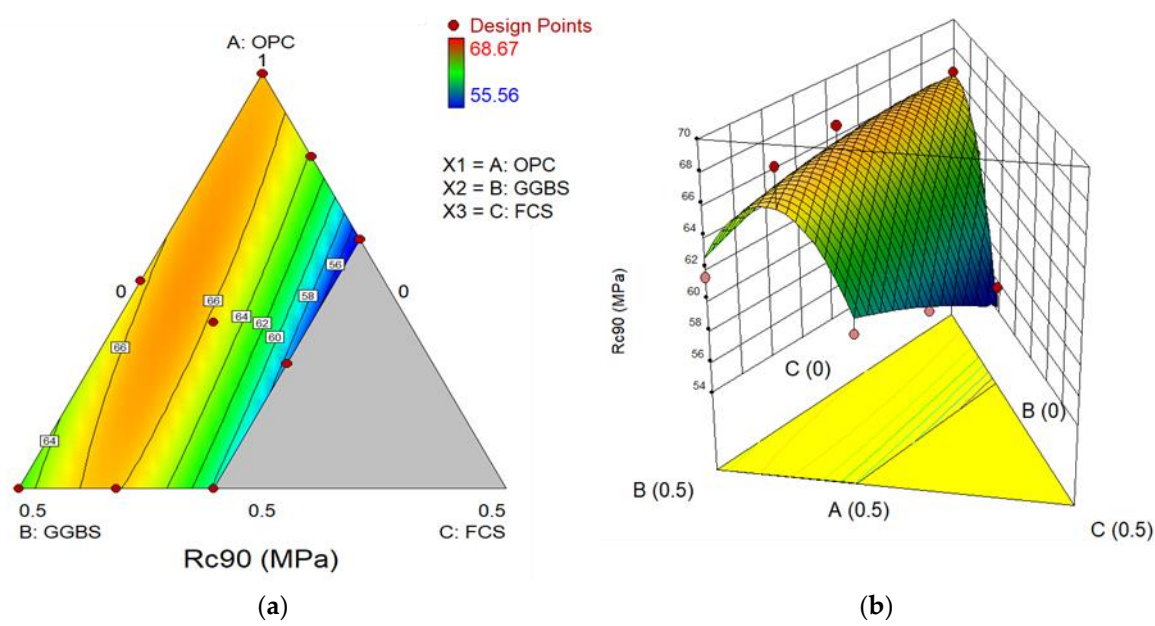 A: OPC
1
Design Points
68.67
55.56
X1 = A: OPC
X2 = B: GGBS
X3 = C: FCS
0
0
56
58
66
64
62
60
66
64
0.5
0.5
0.5
B: GGBS
C: FCS
Rc90 (MPa)
(a)
70
68
66
64
62
60
58
56
54
Rc90 (MPa)
C (0)
B (0)
B (0.5)
A (0.5)
C (0.5)
(b)